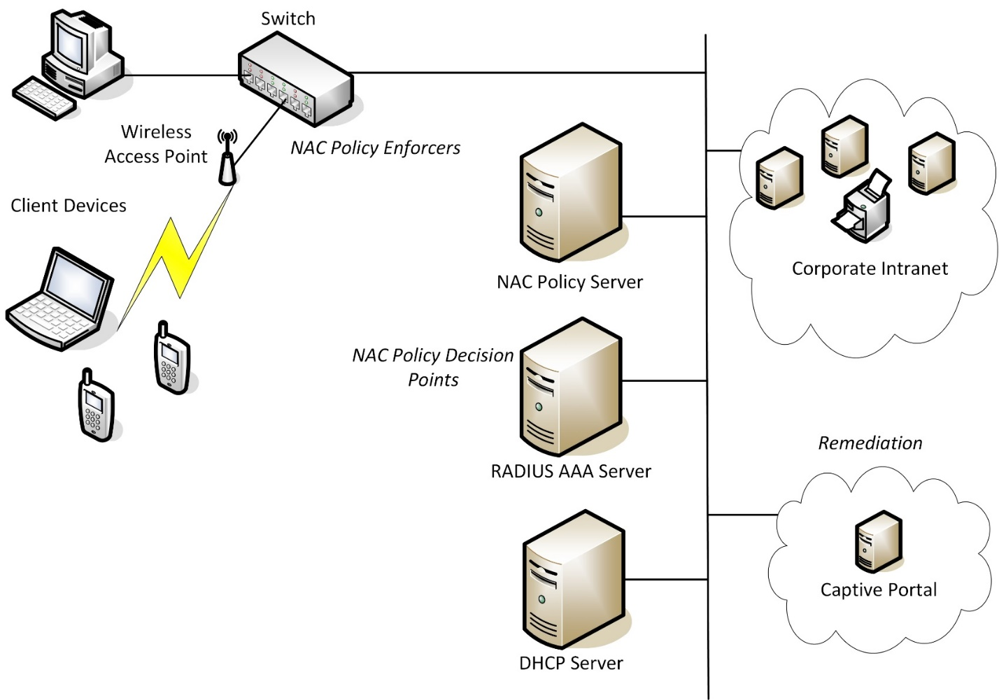 Switch
Wireless
Access Point
NAC Policy Enforcers
Client Devices
Corporate Intranet
NAC Policy Server
NAC Policy Decision
Points
Remediation
RADIUS AAA Server
Captive Portal
DHCP Server